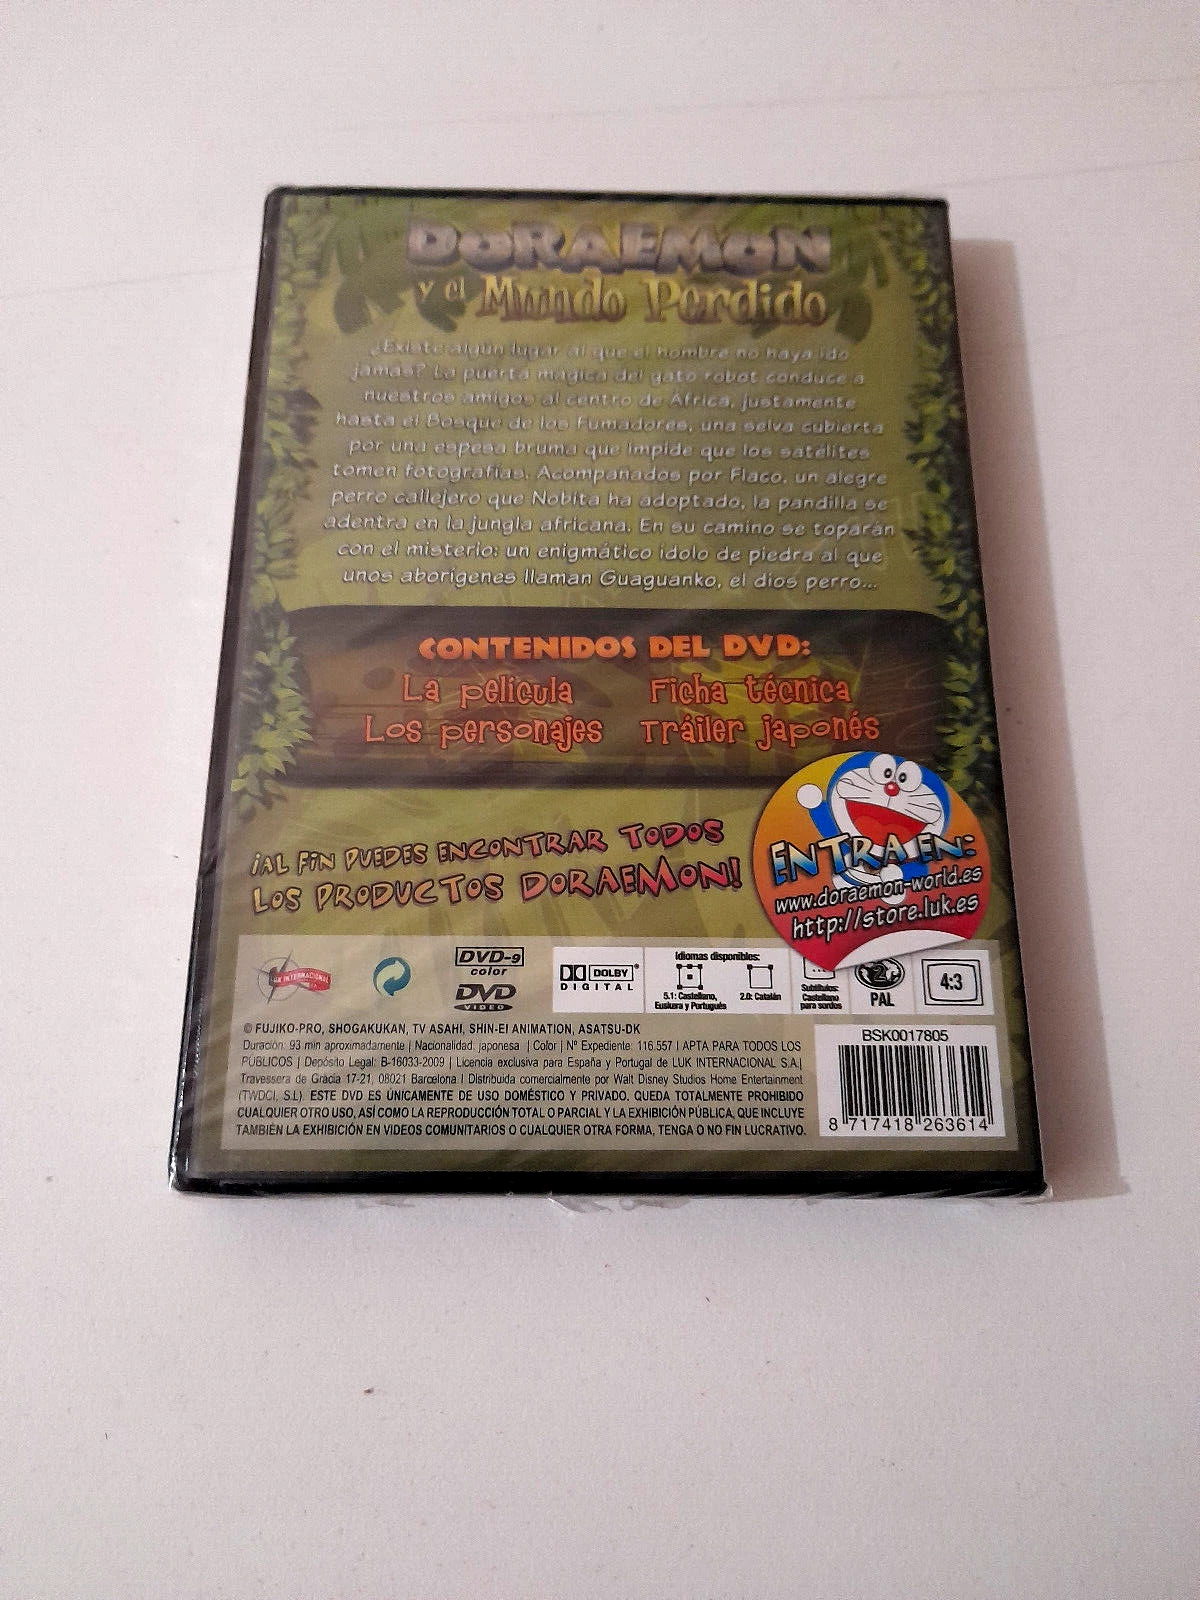 DORAEMON
y el Mundo Perdido
¿Existe algún lugar al que el hombre no haya ido
jamás? La puerta mágica del gato robot conduce a
nuestros amigos al centro de África, justamente
hasta el Bosque de los Fumadores, una selva cubierta
por una espesa bruma que impide que los satélites
tomen fotografías. Acompañados por Flaco, un alegre
perro callejero que Nobita ha adoptado, la pandilla se
adentra en la jungla africana. En su camino se toparán
con el misterio: un enigmático ídolo de piedra al que
unos aborígenes llaman Guaguanko, el dios perro...
CONTENIDOS DEL DVD:
La película Ficha técnica
Los personajes Tráiler japonés
¡AL FIN PUEDES ENCONTRAR TODOS
LOS PRODUCTOS DORAEMON!
ENTRA EN:
www.doraemon-world.es
http://store.luk.es
LUK INTERNACIONAL
DVD-9
color
DVD
VIDEO
DOLBY
DIGITAL
Idiomas disponibles:
5.1: Castellano,
Euskera y Portugués
2.0: Catalán
Subtítulos:
Castellano
para sordos
2
PAL
4:3
© FUJIKO-PRO, SHOGAKUKAN, TV ASAHI, SHIN-EI ANIMATION, ASATSU-DK
Duración: 93 min aproximadamente | Nacionalidad: japonesa | Color | Nº Expediente: 116.557 | APTA PARA TODOS LOS
PÚBLICOS | Depósito Legal: B-16033-2009 | Licencia exclusiva para España y Portugal de LUK INTERNACIONAL S.A|
Travessera de Gràcia 17-21, 08021 Barcelona | Distribuida comercialmente por Walt Disney Studios Home Entertainment
(TWDCI, S.L). ESTE DVD ES ÚNICAMENTE DE USO DOMÉSTICO Y PRIVADO. QUEDA TOTALMENTE PROHIBIDO
CUALQUIER OTRO USO, ASÍ COMO LA REPRODUCCIÓN TOTAL O PARCIAL Y LA EXHIBICIÓN PÚBLICA, QUE INCLUYE
TAMBIÉN LA EXHIBICIÓN EN VIDEOS COMUNITARIOS O CUALQUIER OTRA FORMA, TENGA O NO FIN LUCRATIVO.
BSK0017805
8 717418 263614